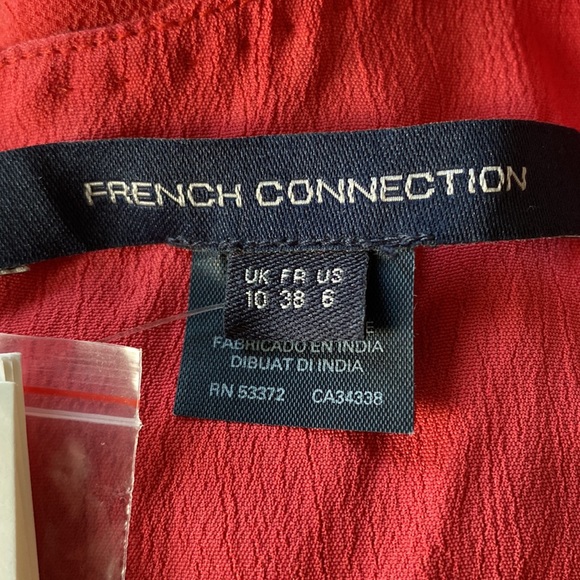 FRENCH CONNECTION
UK FR US
10 38 6
FABRICADO EN INDIA
DIBUAT DI INDIA
RN 53372 CA34338